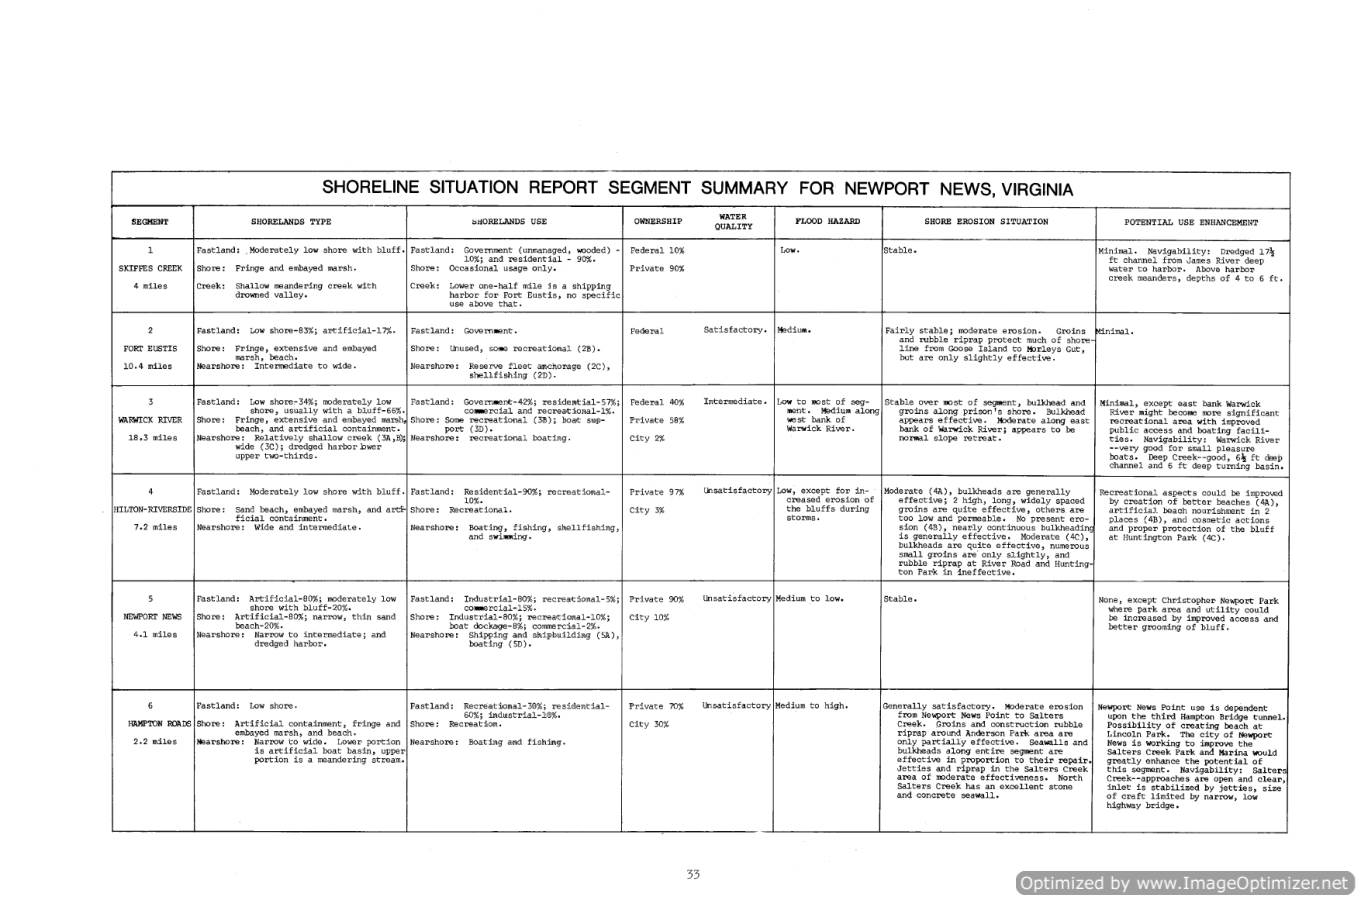 SHORELINE SITUATION REPORT SEGMENT SUMMARY FOR NEWPORT NEWS, VIRGINIA
SEGMENT
SHORELANDS TYPE
SHORELANDS USE
OWNERSHIP
WATER
QUALITY
FLOOD HAZARD
SHORE EROSION SITUATION
POTENTIAL USE ENHANCEMENT
1
SKIFFES CREEK
4 miles
Fastland: Moderately low shore with bluff.
Shore: Fringe and embayed marsh.
Creek: Shallow meandering creek with
drowned valley.
Fastland: Government (unmanaged, wooded) -
10%; and residential - 90%.
Shore: Occasional usage only.
Creek: Lower one-half mile is a shipping
harbor for Fort Eustis, no specific
use above that.
Federal 10%
Private 90%
Low.
Stable.
Minimal. Navigability: Dredged 17½
ft channel from James River deep
water to harbor. Above harbor
creek meanders, depths of 4 to 6 ft.
2
FORT EUSTIS
10.4 miles
Fastland: Low shore-83%; artificial-17%.
Shore: Fringe, extensive and embayed
marsh, beach.
Nearshore: Intermediate to wide.
Fastland: Government.
Shore: Unused, some recreational (2B).
Nearshore: Reserve fleet anchorage (2C),
shellfishing (2D).
Federal
Satisfactory.
Medium.
Fairly stable; moderate erosion. Groins
and rubble riprap protect much of shore-
line from Goose Island to Morleys Gut,
but are only slightly effective.
Minimal.
3
WARWICK RIVER
18.3 miles
Fastland: Low shore-34%; moderately low
shore, usually with a bluff-66%.
Shore: Fringe, extensive and embayed marsh,
beach, and artificial containment.
Nearshore: Relatively shallow creek (3A,B);
wide (3C); dredged harbor lower
upper two-thirds.
Fastland: Government-42%; residential-57%;
commercial and recreational-1%.
Shore: Some recreational (3B); boat sup-
port (3D).
Nearshore: recreational boating.
Federal 40%
Private 58%
City 2%
Intermediate.
Low to most of seg-
ment. Medium along
west bank of
Warwick River.
Stable over most of segment, bulkhead and
groins along prison's shore. Bulkhead
appears effective. Moderate along east
bank of Warwick River; appears to be
normal slope retreat.
Minimal, except east bank Warwick
River might become more significant
recreational area with improved
public access and boating facili-
ties. Navigability: Warwick River
--very good for small pleasure
boats. Deep Creek--good, 6½ ft deep
channel and 6 ft deep turning basin.
4
HILTON-RIVERSIDE
7.2 miles
Fastland: Moderately low shore with bluff.
Shore: Sand beach, embayed marsh, and arti-
ficial containment.
Nearshore: Wide and intermediate.
Fastland: Residential-90%; recreational-
10%.
Shore: Recreational.
Nearshore: Boating, fishing, shellfishing,
and swimming.
Private 97%
City 3%
Unsatisfactory
Low, except for in-
creased erosion of
the bluffs during
storms.
Moderate (4A), bulkheads are generally
effective; 2 high, long, widely spaced
groins are quite effective, others are
too low and permeable. No present ero-
sion (4B), nearly continuous bulkheading
is generally effective. Moderate (4C),
bulkheads are quite effective, numerous
small groins are only slightly, and
rubble riprap at River Road and Hunting-
ton Park in ineffective.
Recreational aspects could be improved
by creation of better beaches (4A),
artificial beach nourishment in 2
places (4B), and cosmetic actions
and proper protection of the bluff
at Huntington Park (4C).
5
NEWPORT NEWS
4.1 miles
Fastland: Artificial-80%; moderately low
shore with bluff-20%.
Shore: Artificial-80%; narrow, thin sand
beach-20%.
Nearshore: Narrow to intermediate; and
dredged harbor.
Fastland: Industrial-80%; recreational-5%;
commercial-15%.
Shore: Industrial-80%; recreational-10%;
boat dockage-8%; commercial-2%.
Nearshore: Shipping and shipbuilding (5A),
boating (5D).
Private 90%
City 10%
Unsatisfactory
Medium to low.
Stable.
None, except Christopher Newport Park
where park area and utility could
be increased by improved access and
better grooming of bluff.
6
HAMPTON ROADS
2.2 miles
Fastland: Low shore.
Shore: Artificial containment, fringe and
embayed marsh, and beach.
Nearshore: Narrow to wide. Lower portion
is artificial boat basin, upper
portion is a meandering stream.
Fastland: Recreational-30%; residential-
60%; industrial-10%.
Shore: Recreation.
Nearshore: Boating and fishing.
Private 70%
City 30%
Unsatisfactory
Medium to high.
Generally satisfactory. Moderate erosion
from Newport News Point to Salters
Creek. Groins and construction rubble
riprap around Anderson Park area are
only partially effective. Seawalls and
bulkheads along entire segment are
effective in proportion to their repair.
Jetties and riprap in the Salters Creek
area of moderate effectiveness. North
Salters Creek has an excellent stone
and concrete seawall.
Newport News Point use is dependent
upon the third Hampton Bridge tunnel.
Possibility of creating beach at
Lincoln Park. The city of Newport
News is working to improve the
Salters Creek Park and Marina would
greatly enhance the potential of
this segment. Navigability: Salters
Creek--approaches are open and clear,
inlet is stabilized by jetties, size
of craft limited by narrow, low
highway bridge.
33
Optimized by www.ImageOptimizer.net